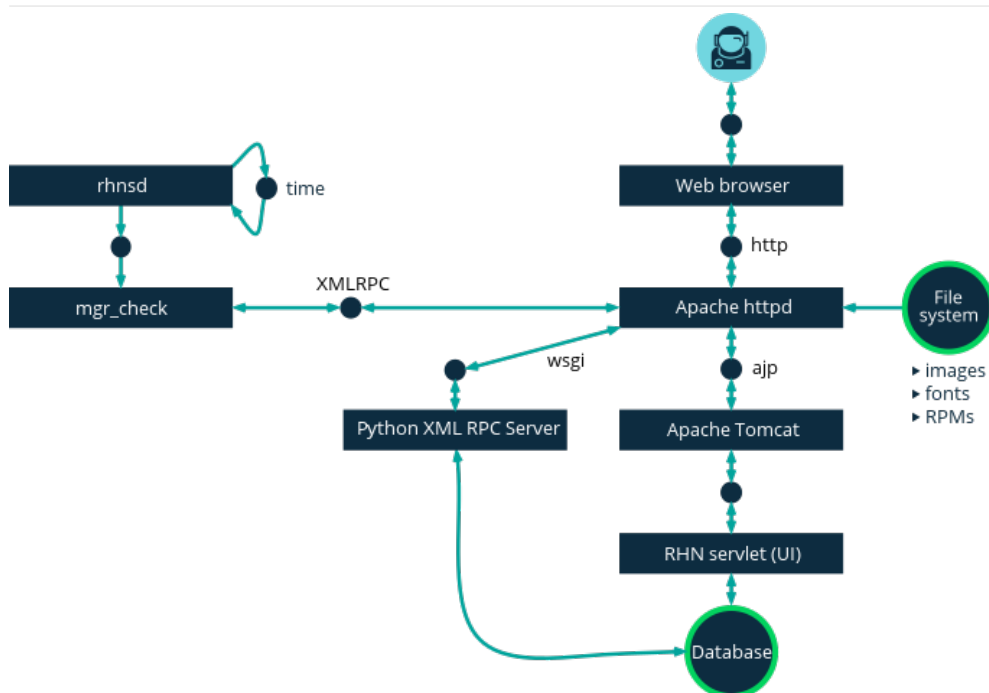 rhnsd
time
Web browser
http
XMLRPC
mgr_check
Apache httpd
File
system
wsgi
ajp
▸ images
▸ fonts
▸ RPMs
Python XML RPC Server
Apache Tomcat
RHN servlet (UI)
Database